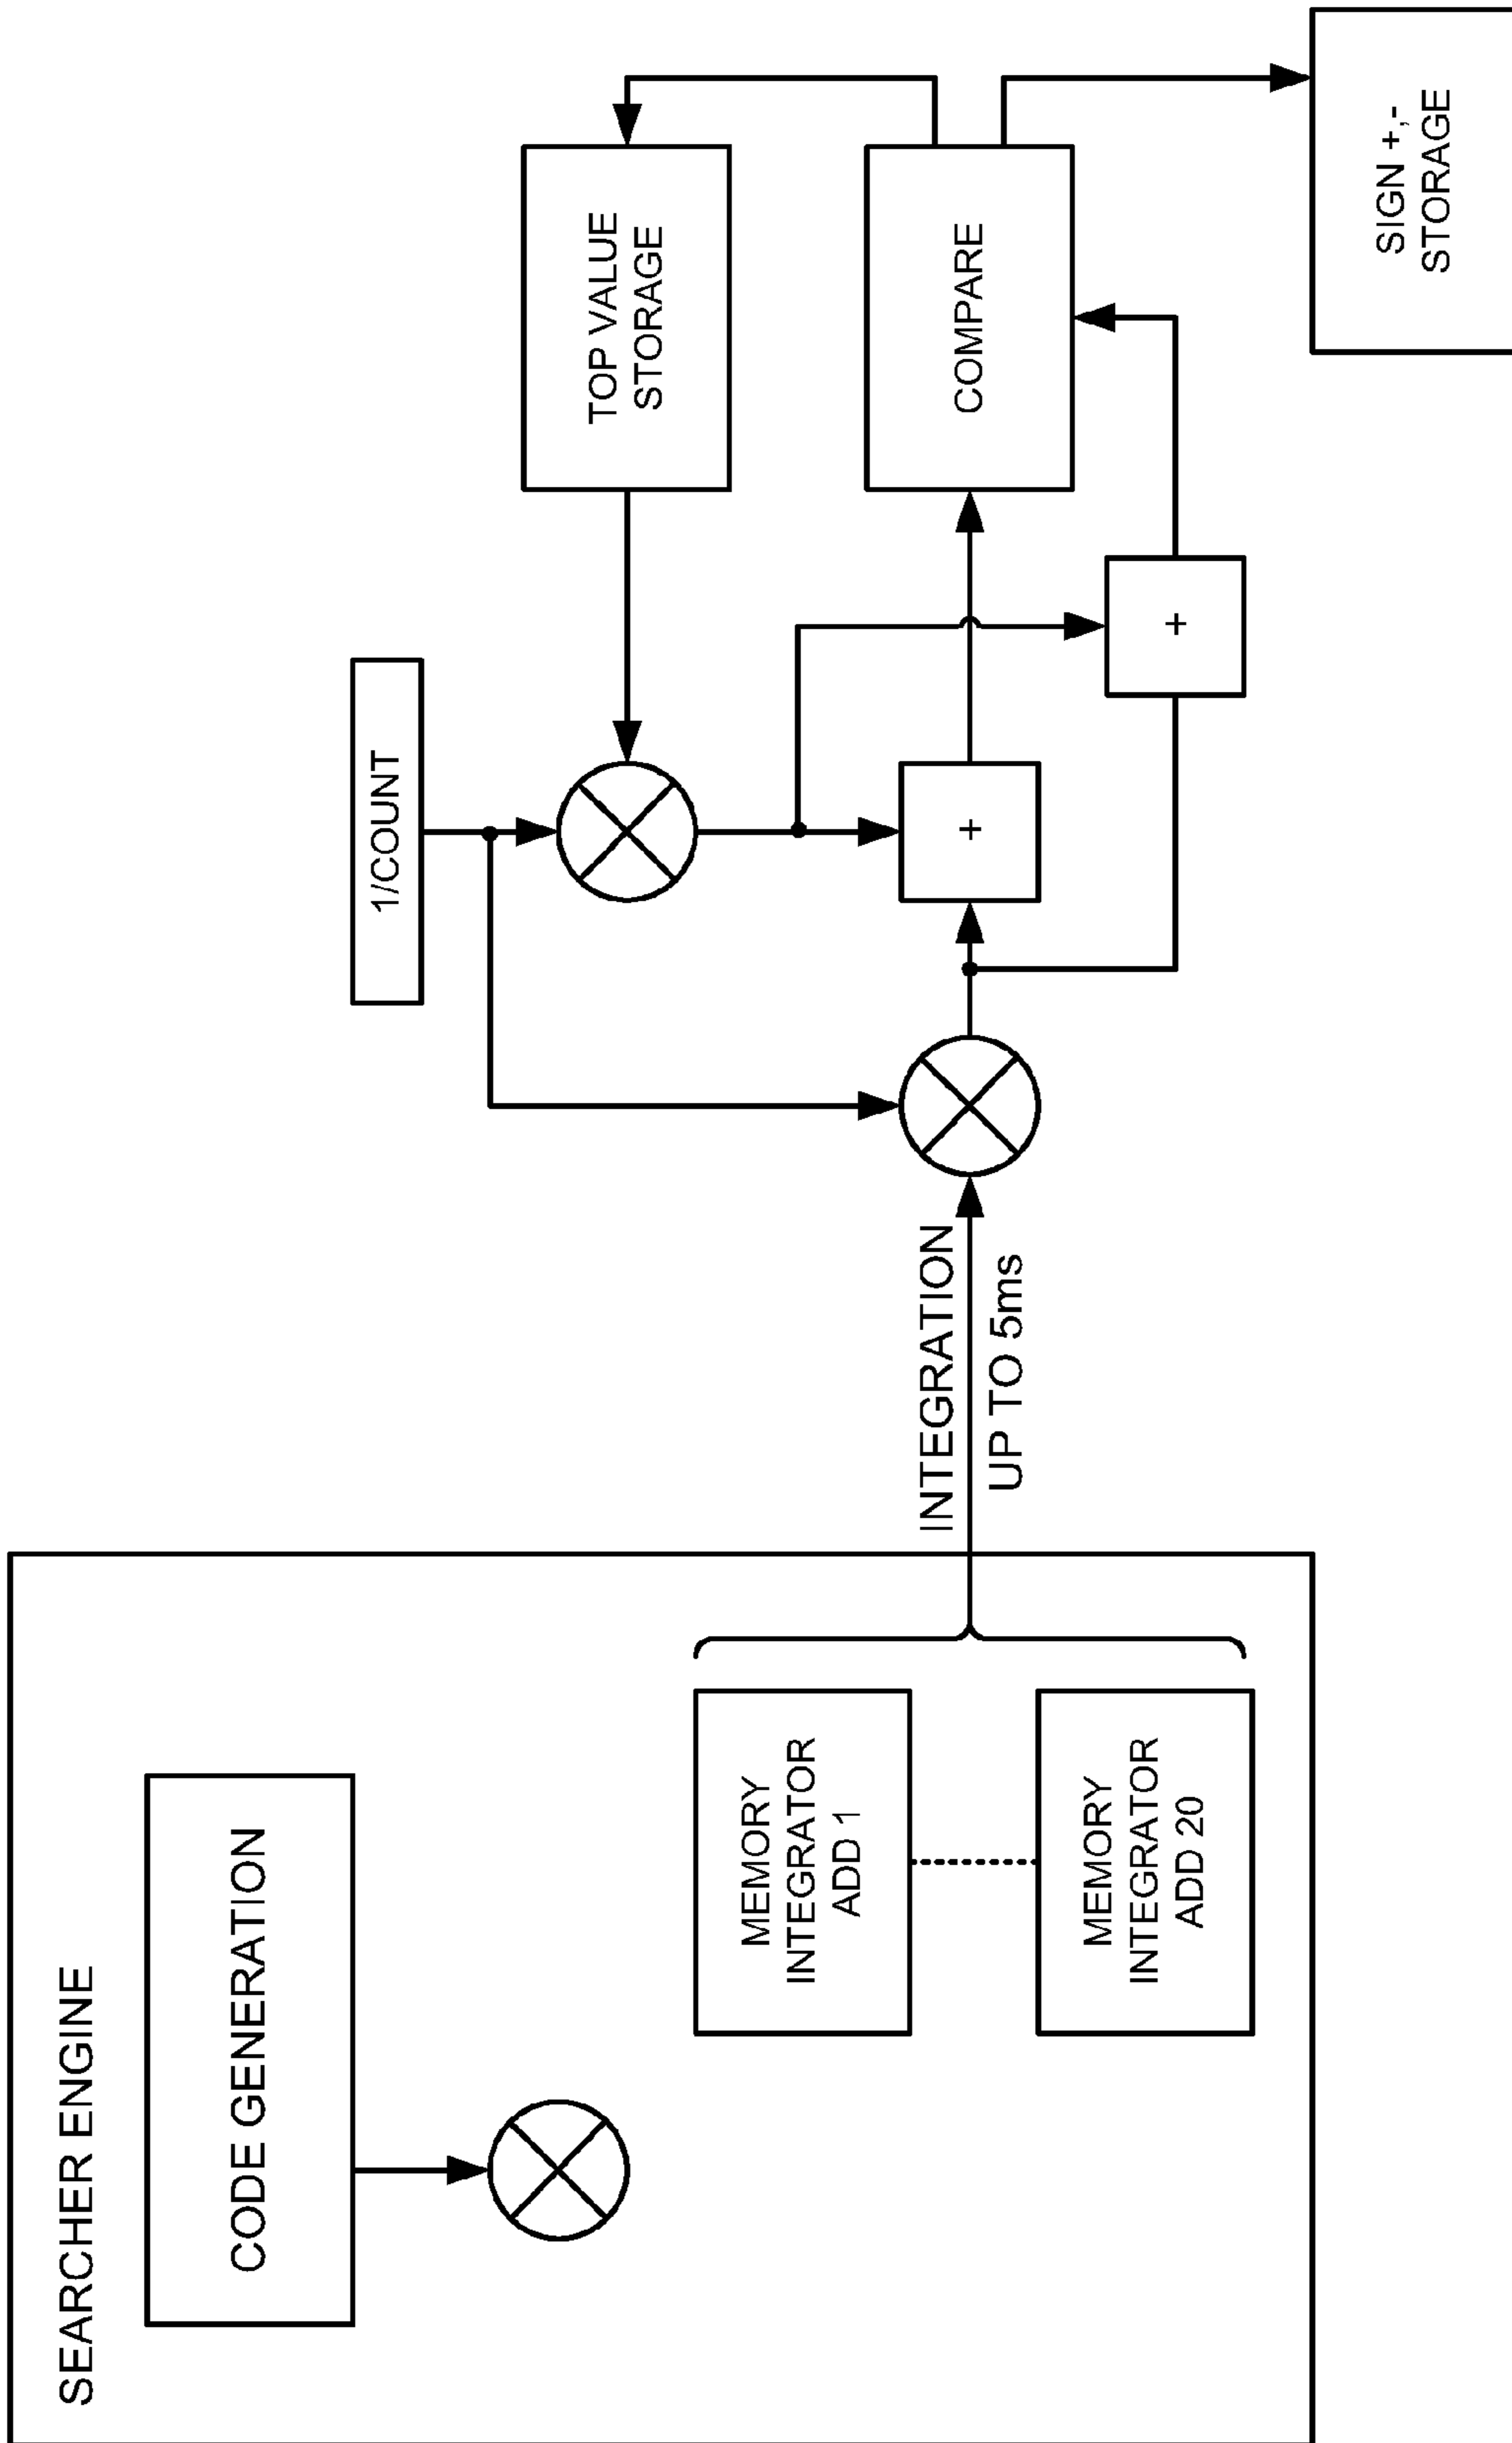 SEARCHER ENGINE
CODE GENERATION
MEMORY
INTEGRATOR
ADD 1
MEMORY
INTEGRATOR
ADD 20
INTEGRATION
UP TO 5ms
1/COUNT
+
+
TOP VALUE
STORAGE
COMPARE
SIGN +,-
STORAGE